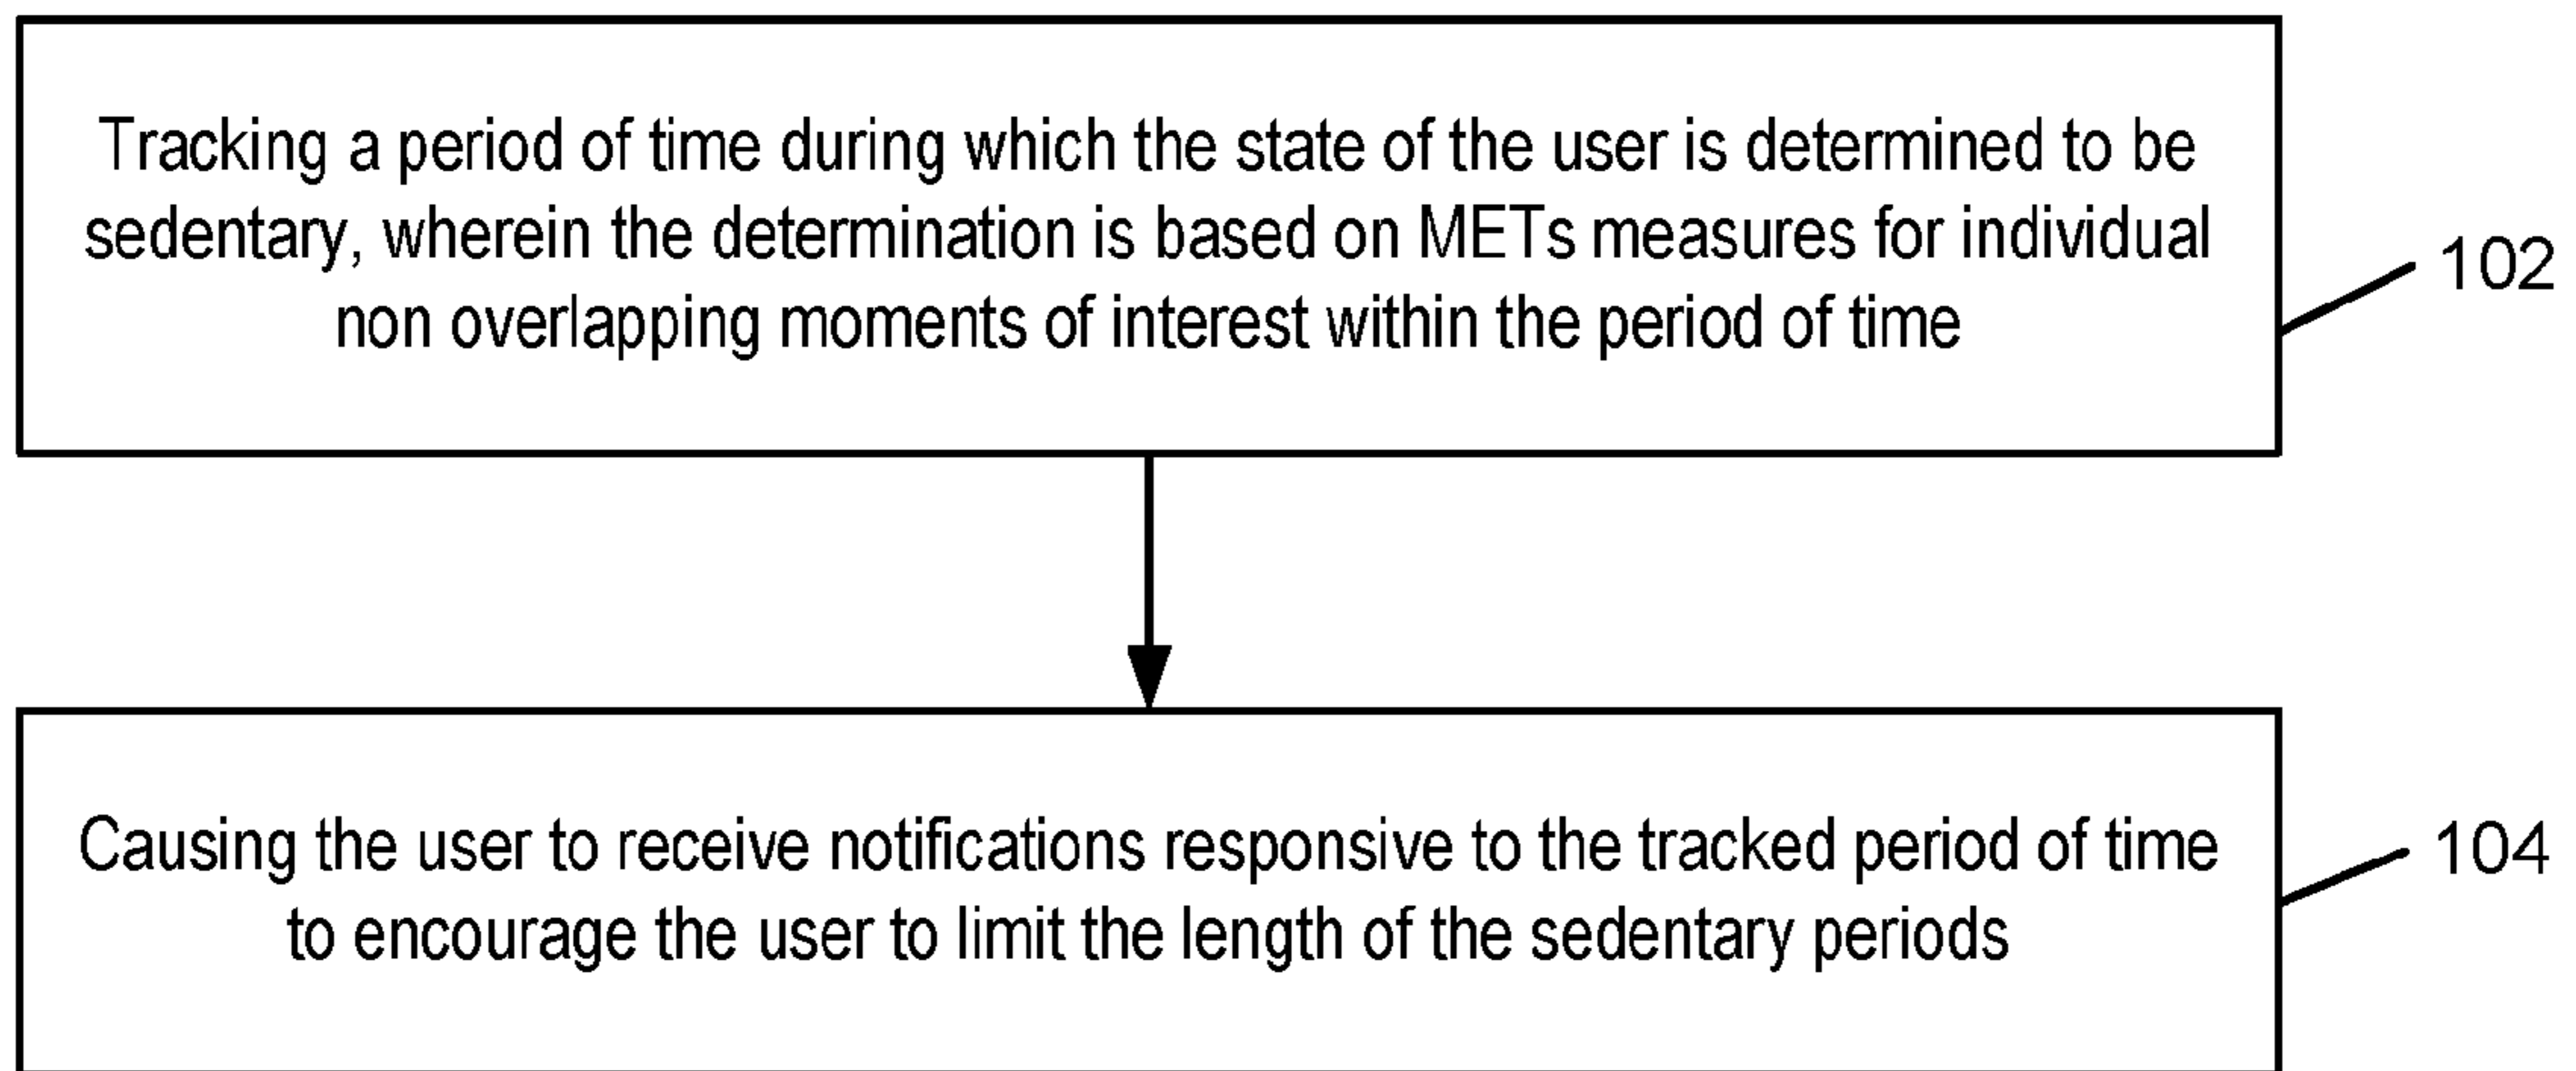 Tracking a period of time during which the state of the user is determined to be
sedentary, wherein the determination is based on METs measures for individual
non overlapping moments of interest within the period of time
102
Causing the user to receive notifications responsive to the tracked period of time
to encourage the user to limit the length of the sedentary periods
104